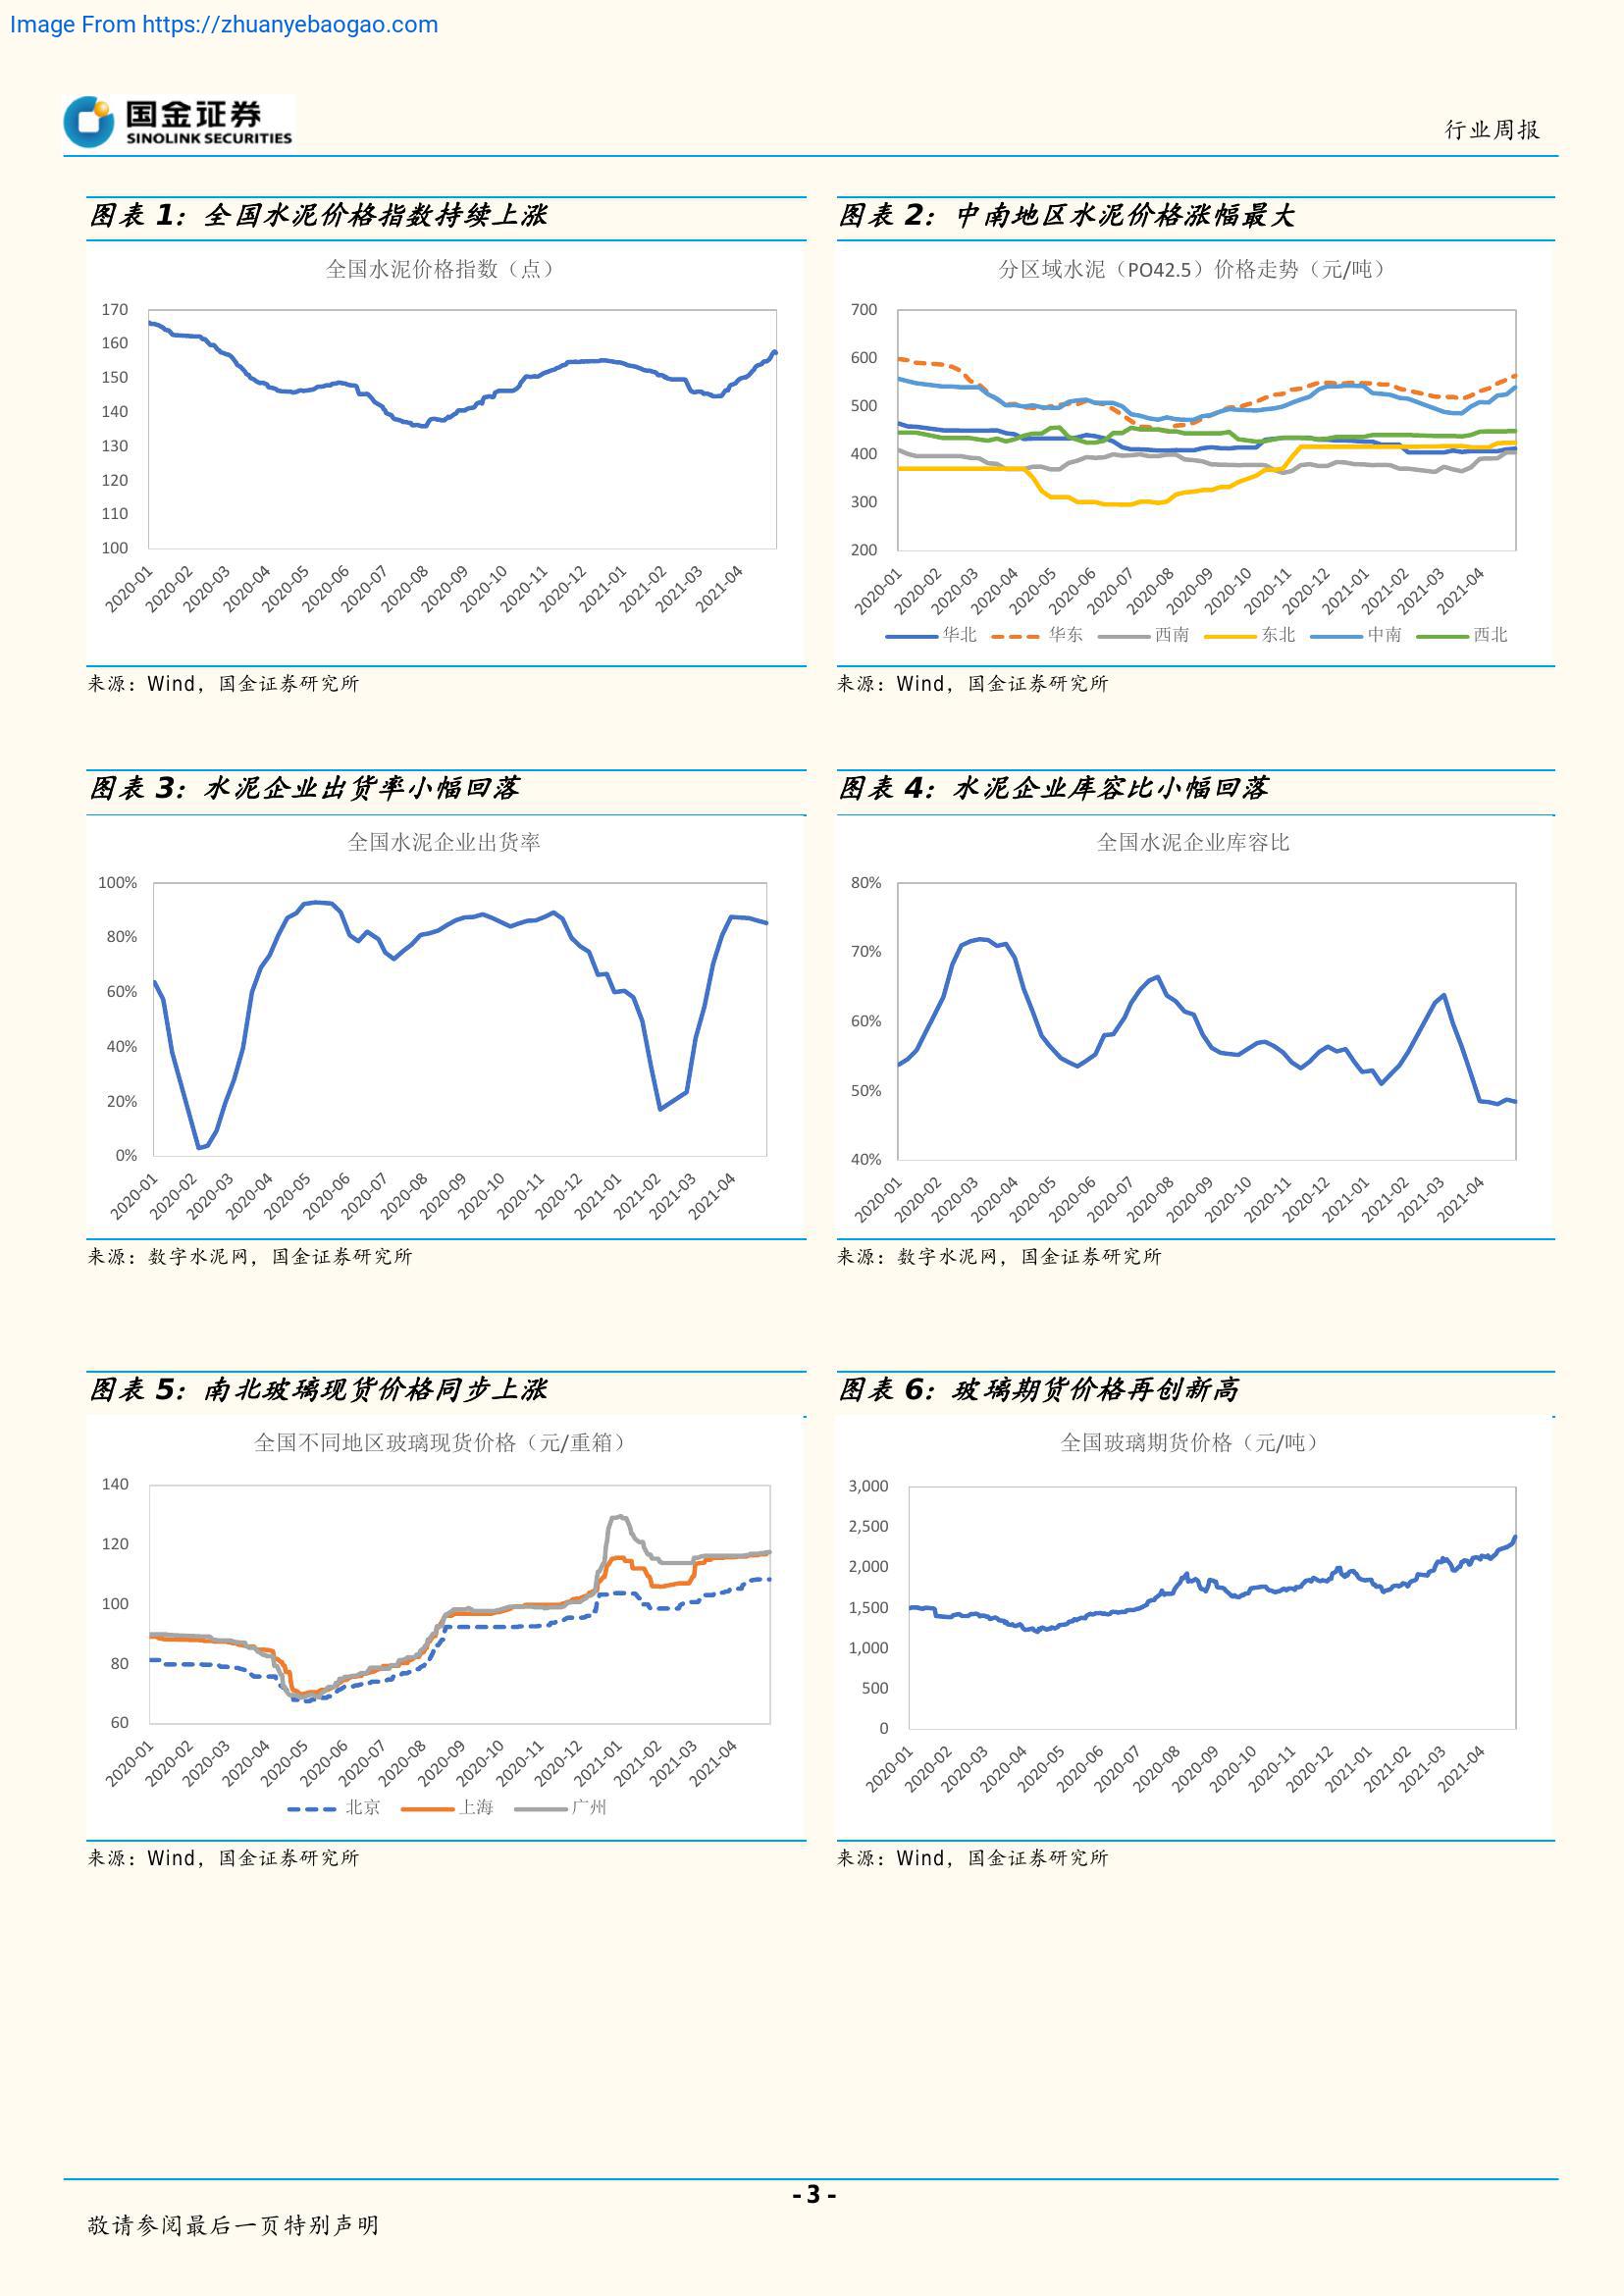 Image From https://zhuanyebaogao.com
国金证券
SINOLINK SECURITIES
行业周报
图表 1：全国水泥价格指数持续上涨
全国水泥价格指数（点）
170
160
150
140
130
120
110
100
2020-01 2020-02 2020-03 2020-04 2020-05 2020-06 2020-07 2020-08 2020-09 2020-10 2020-11 2020-12 2021-01 2021-02 2021-03 2021-04
来源：Wind，国金证券研究所
图表 2：中南地区水泥价格涨幅最大
分区域水泥（PO42.5）价格走势（元/吨）
700
600
500
400
300
200
2020-01 2020-02 2020-03 2020-04 2020-05 2020-06 2020-07 2020-08 2020-09 2020-10 2020-11 2020-12 2021-01 2021-02 2021-03 2021-04
华北 华东 西南 东北 中南 西北
来源：Wind，国金证券研究所
图表 3：水泥企业出货率小幅回落
全国水泥企业出货率
100%
80%
60%
40%
20%
0%
2020-01 2020-02 2020-03 2020-04 2020-05 2020-06 2020-07 2020-08 2020-09 2020-10 2020-11 2020-12 2021-01 2021-02 2021-03 2021-04
来源：数字水泥网，国金证券研究所
图表 4：水泥企业库容比小幅回落
全国水泥企业库容比
80%
70%
60%
50%
40%
2020-01 2020-02 2020-03 2020-04 2020-05 2020-06 2020-07 2020-08 2020-09 2020-10 2020-11 2020-12 2021-01 2021-02 2021-03 2021-04
来源：数字水泥网，国金证券研究所
图表 5：南北玻璃现货价格同步上涨
全国不同地区玻璃现货价格（元/重箱）
140
120
100
80
60
2020-01 2020-02 2020-03 2020-04 2020-05 2020-06 2020-07 2020-08 2020-09 2020-10 2020-11 2020-12 2021-01 2021-02 2021-03 2021-04
北京 上海 广州
来源：Wind，国金证券研究所
图表 6：玻璃期货价格再创新高
全国玻璃期货价格（元/吨）
3,000
2,500
2,000
1,500
1,000
500
0
2020-01 2020-02 2020-03 2020-04 2020-05 2020-06 2020-07 2020-08 2020-09 2020-10 2020-11 2020-12 2021-01 2021-02 2021-03 2021-04
来源：Wind，国金证券研究所
- 3 -
敬请参阅最后一页特别声明